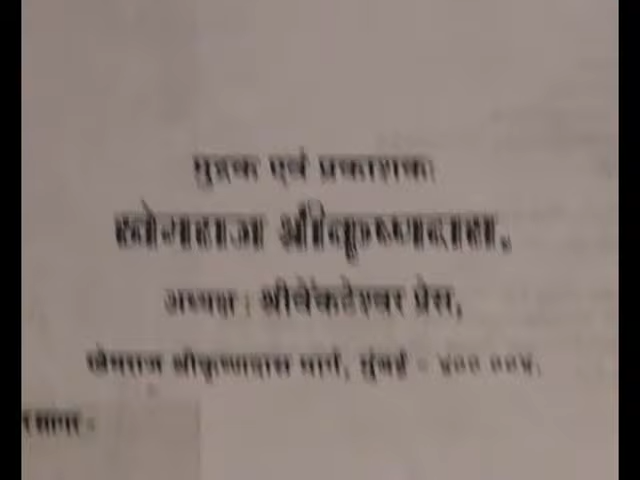 मुद्रक एवं प्रकाशकः
खेमराज श्रीकृष्णदास,
अध्यक्ष : श्रीवेंकटेश्वर प्रेस,
खेमराज श्रीकृष्णदास मार्ग, मुंबई - ४०० ००४.